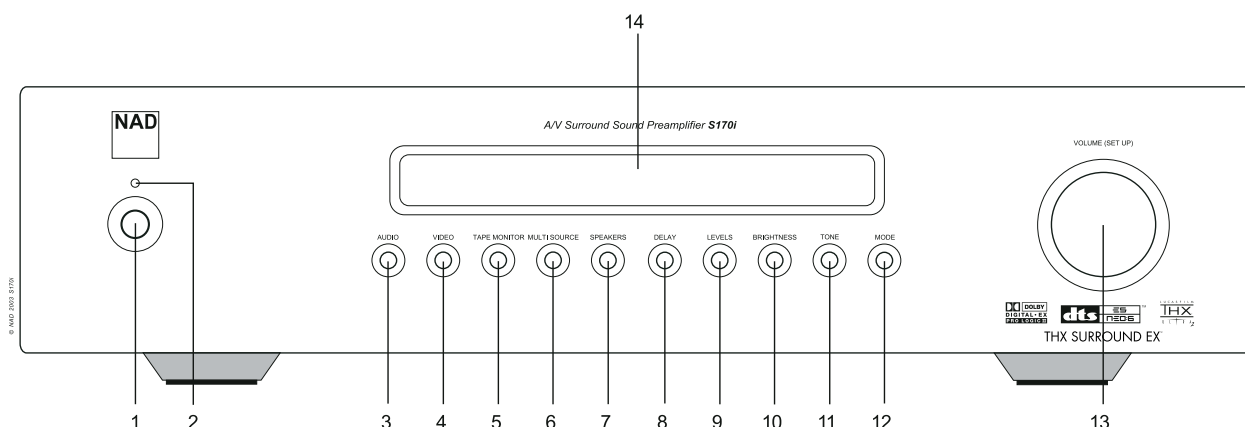 14
NAD
A/V Surround Sound Preamplifier S170i
VOLUME (SET UP)
AUDIO VIDEO TAPE MONITOR MULTI SOURCE SPEAKERS DELAY LEVELS BRIGHTNESS TONE MODE
© NAD 2003 S170i
DOLBY
DIGITAL·EX
PRO LOGIC II
dts ES
NEO:6
LUCASFILM
THX
THX SURROUND EX
1 2 3 4 5 6 7 8 9 10 11 12 13